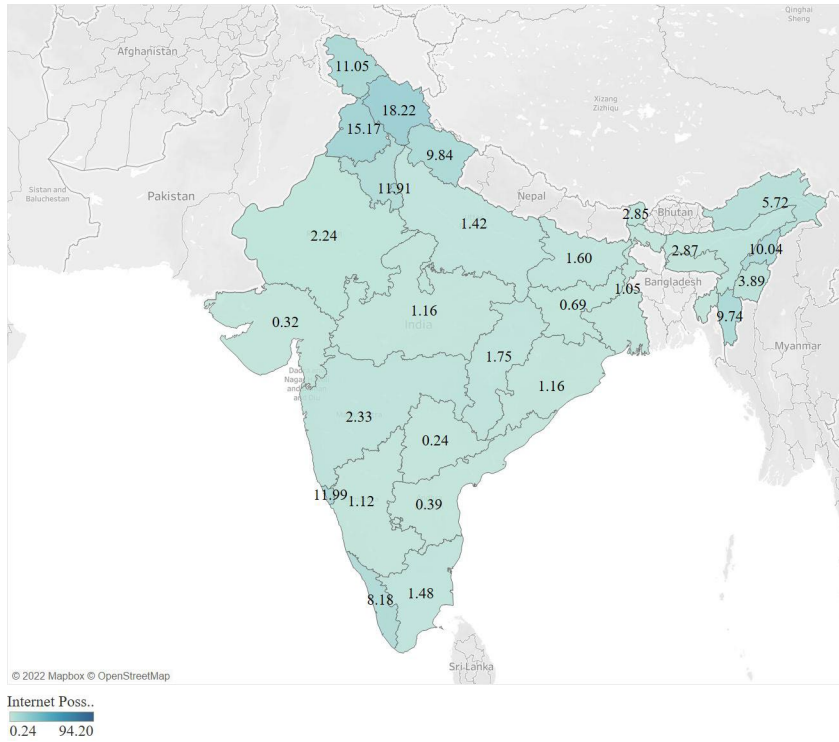 Qinghai
Sheng
Afghanistan
11.05
18.22
15.17
Xizang
Zizhiqu
9.84
Sistan and
Baluchestan
Pakistan
11.91
Nepal
5.72
2.85
Bhutan
2.24
1.42
10.04
1.60
2.87
3.89
Bangladesh
1.05
0.32
1.16
0.69
9.74
India
Myanmar
1.75
1.16
2.33
0.24
11.99
1.12
0.39
8.18
1.48
Sri Lanka
© 2022 Mapbox © OpenStreetMap
Internet Poss..
0.24 94.20